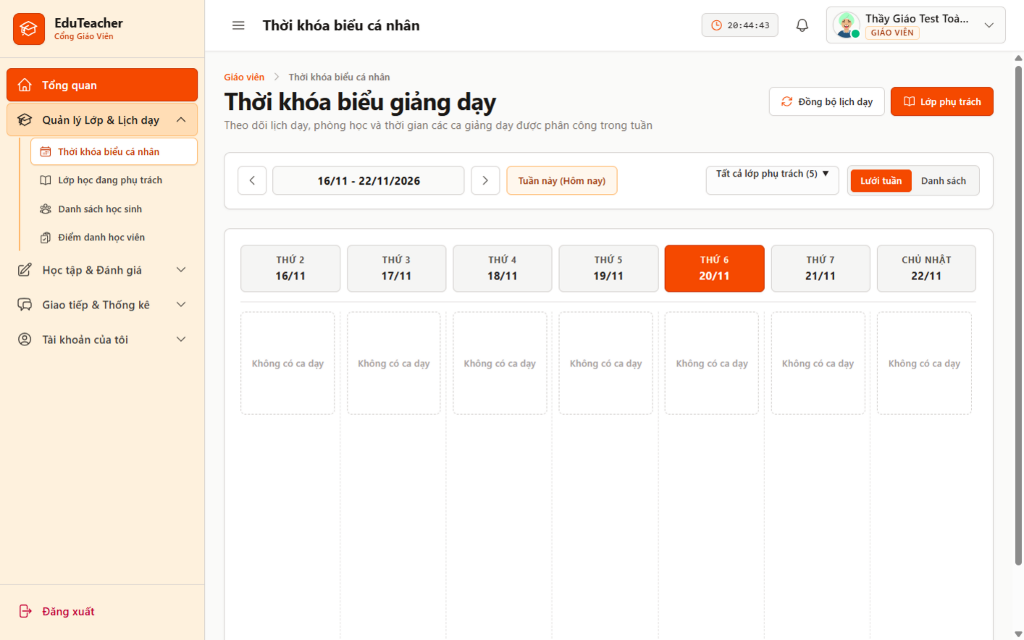 EduTeacher
Cổng Giáo Viên
Tổng quan
Quản lý Lớp & Lịch dạy
Thời khóa biểu cá nhân
Lớp học đang phụ trách
Danh sách học sinh
Điểm danh học viên
Học tập & Đánh giá
Giao tiếp & Thống kê
Tài khoản của tôi
Đăng xuất
Thời khóa biểu cá nhân
20:44:43
Thầy Giáo Test Toá...
GIÁO VIÊN
Giáo viên > Thời khóa biểu cá nhân
Thời khóa biểu giảng dạy
Theo dõi lịch dạy, phòng học và thời gian các ca giảng dạy được phân công trong tuần
Đồng bộ lịch dạy
Lớp phụ trách
16/11 - 22/11/2026
Tuần này (Hôm nay)
Tất cả lớp phụ trách (5) ▼
Lưới tuần
Danh sách
THỨ 2
16/11
THỨ 3
17/11
THỨ 4
18/11
THỨ 5
19/11
THỨ 6
20/11
THỨ 7
21/11
CHỦ NHẬT
22/11
Không có ca dạy
Không có ca dạy
Không có ca dạy
Không có ca dạy
Không có ca dạy
Không có ca dạy
Không có ca dạy